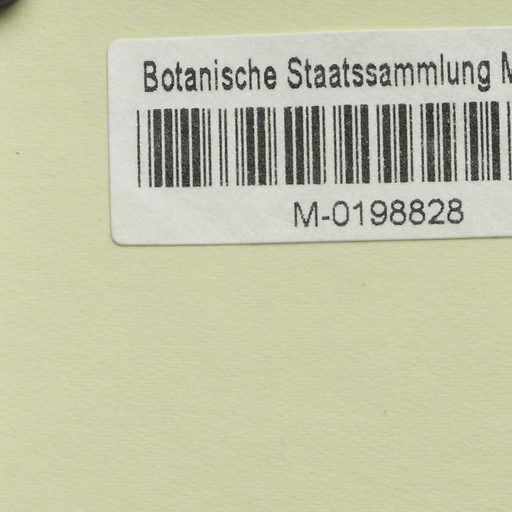 Botanische Staatssammlung
M-0198828